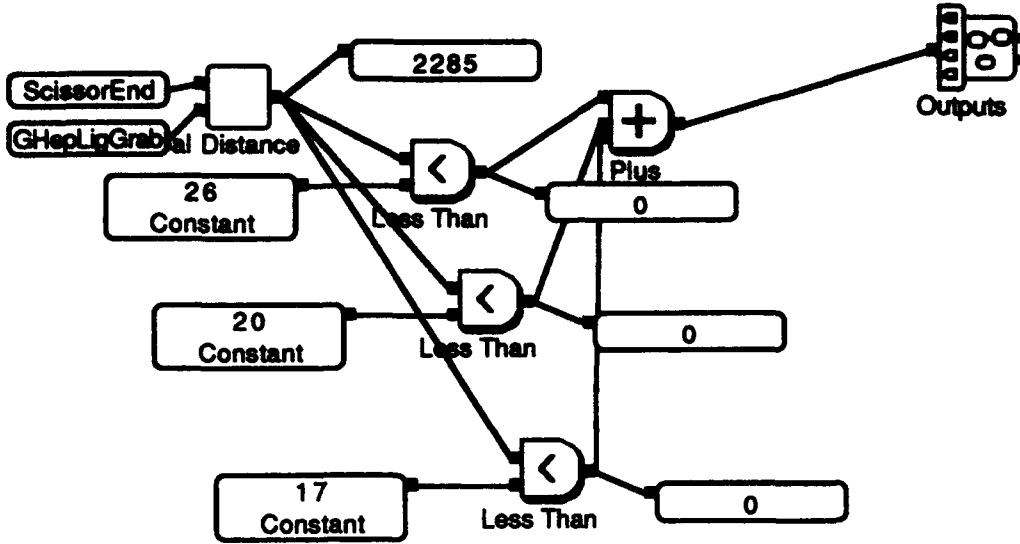 2285
ScissorEnd
Outputs
GHepLigGrab
al Distance
+
Plus
<
26
Constant
Less Than
0
<
20
Constant
Less Than
0
<
17
Constant
Less Than
0